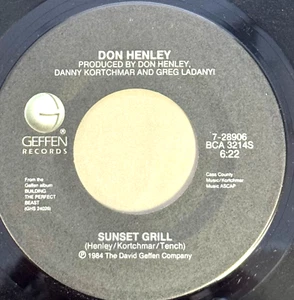 DON HENLEY
PRODUCED BY DON HENLEY,
DANNY KORTCHMAR AND GREG LADANYI
GEFFEN
RECORDS
7-28906
BCA 3214S
6:22
From the
Geffen album
BUILDING
THE PERFECT
BEAST
(GHS 24026)
Cass County
Music/Kortchmar
Music ASCAP
SUNSET GRILL
(Henley/Kortchmar/Tench)
℗ 1984 The David Geffen Company